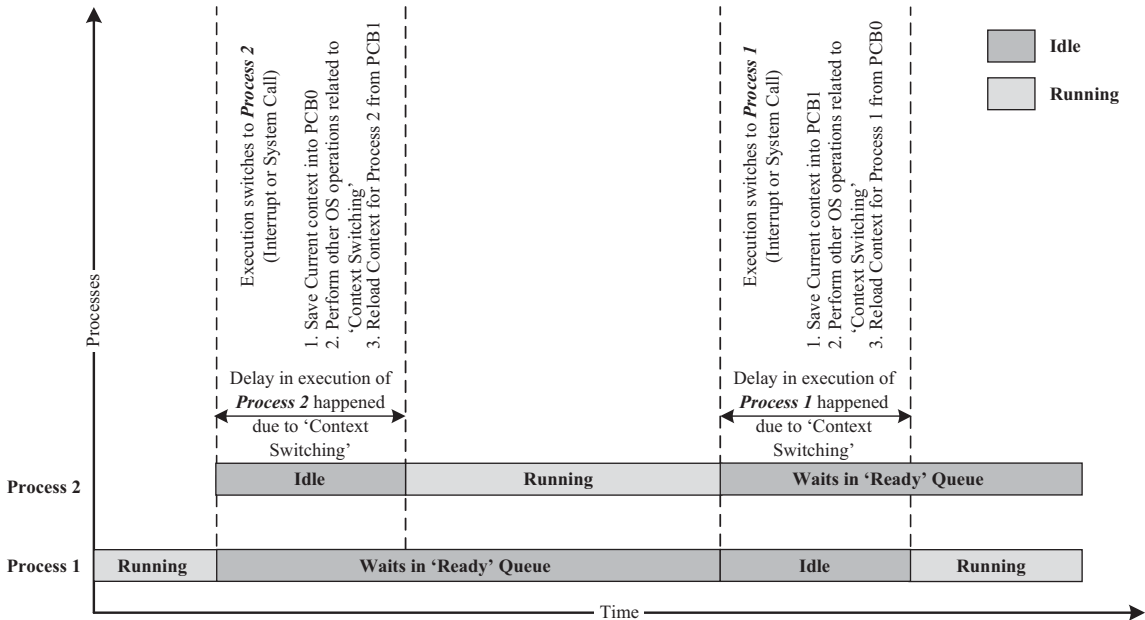 Processes
Execution switches to Process 2
(Interrupt or System Call)
1. Save Current context into PCB0
2. Perform other OS operations related to
‘Context Switching’
3. Reload Context for Process 2 from PCB1
Execution switches to Process 1
(Interrupt or System Call)
1. Save Current context into PCB1
2. Perform other OS operations related to
‘Context Switching’
3. Reload Context for Process 1 from PCB0
Idle
Running
Delay in execution of
Process 2 happened
due to ‘Context
Switching’
Delay in execution of
Process 1 happened
due to ‘Context
Switching’
Process 2
Idle
Running
Waits in ‘Ready’ Queue
Process 1
Running
Waits in ‘Ready’ Queue
Idle
Running
Time